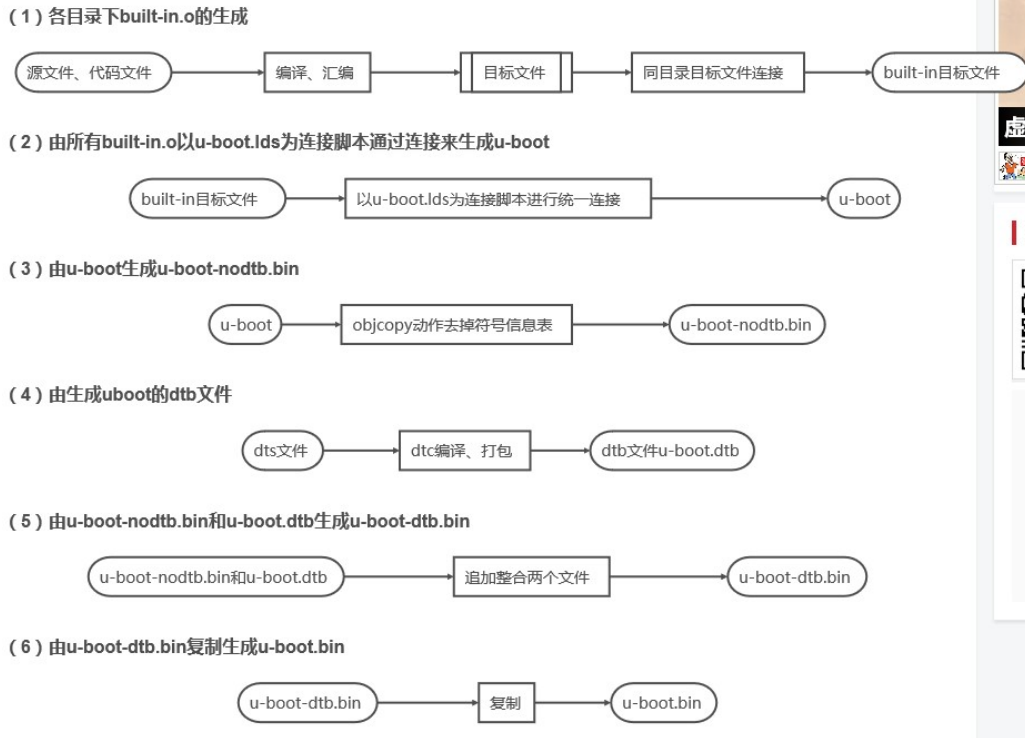 （1）各目录下built-in.o的生成
源文件、代码文件
编译、汇编
目标文件
同目录目标文件连接
built-in目标文件
（2）由所有built-in.o以u-boot.lds为连接脚本通过连接来生成u-boot
built-in目标文件
以u-boot.lds为连接脚本进行统一连接
u-boot
（3）由u-boot生成u-boot-nodtb.bin
u-boot
objcopy动作去掉符号信息表
u-boot-nodtb.bin
（4）由生成uboot的dtb文件
dts文件
dtc编译、打包
dtb文件u-boot.dtb
（5）由u-boot-nodtb.bin和u-boot.dtb生成u-boot-dtb.bin
u-boot-nodtb.bin和u-boot.dtb
追加整合两个文件
u-boot-dtb.bin
（6）由u-boot-dtb.bin复制生成u-boot.bin
u-boot-dtb.bin
复制
u-boot.bin
虚